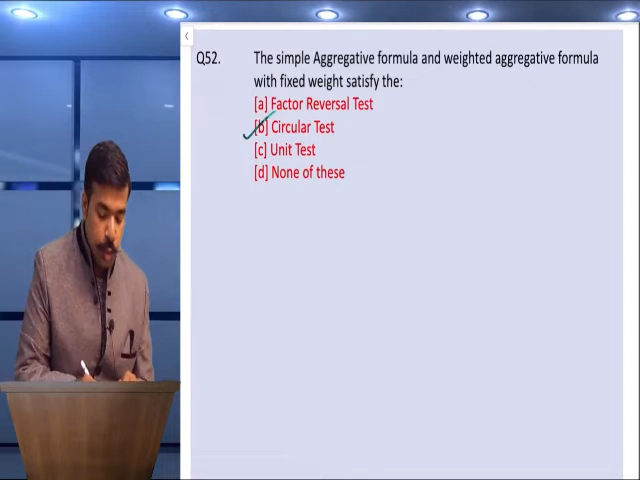 Q52. The simple Aggregative formula and weighted aggregative formula
with fixed weight satisfy the:
[a] Factor Reversal Test
[b] Circular Test
[c] Unit Test
[d] None of these